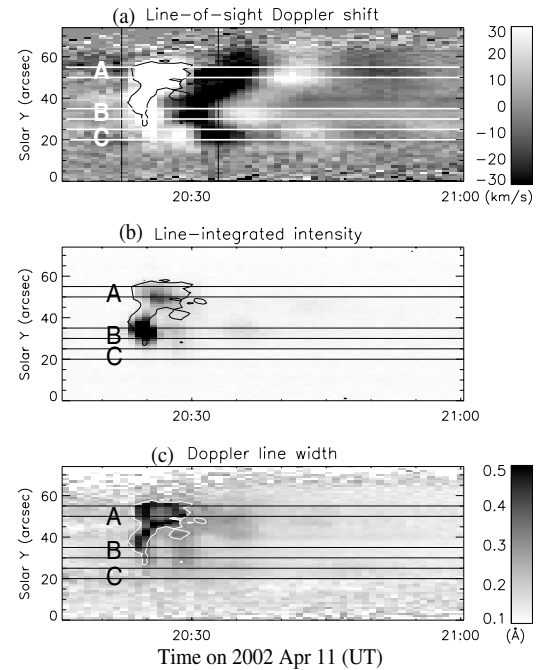 (a) Line-of-sight Doppler shift
Solar Y (arcsec)
60
40
20
0
A
B
C
20:30
21:00
30
20
10
0
−10
−20
−30
(km/s)
(b) Line-integrated intensity
Solar Y (arcsec)
60
40
20
0
A
B
C
20:30
21:00
(c) Doppler line width
Solar Y (arcsec)
60
40
20
0
A
B
C
20:30
21:00
0.5
0.4
0.3
0.2
0.1
(Å)
Time on 2002 Apr 11 (UT)